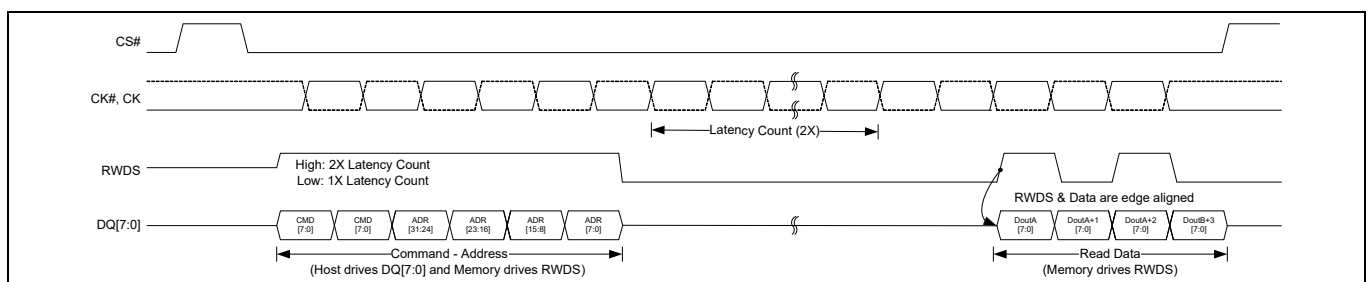 CS#
CK#, CK
Latency Count (2X)
RWDS
High: 2X Latency Count
Low: 1X Latency Count
RWDS & Data are edge aligned
DQ[7:0]
CMD [7:0]
CMD [7:0]
ADR [31:24]
ADR [23:16]
ADR [15:8]
ADR [7:0]
DoutA [7:0]
DoutA+1 [7:0]
DoutA+2 [7:0]
DoutB+3 [7:0]
Command - Address
(Host drives DQ[7:0] and Memory drives RWDS)
Read Data
(Memory drives RWDS)